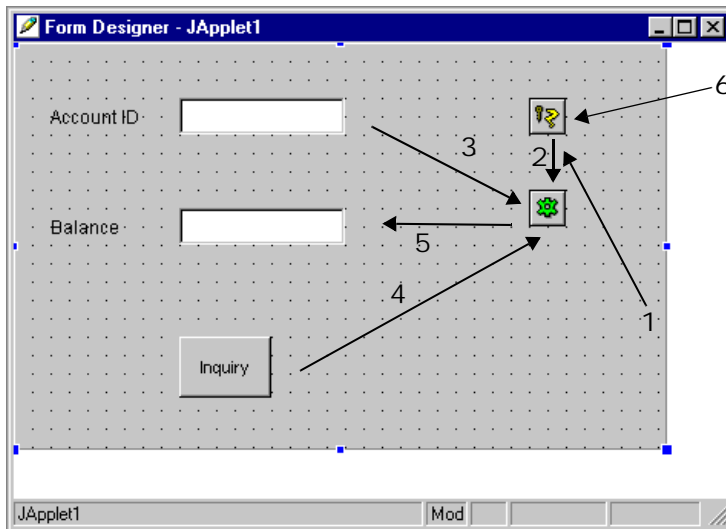 Form Designer - JApplet1
6
Account ID
3
2
Balance
5
4
1
Inquiry
JApplet1
Mod